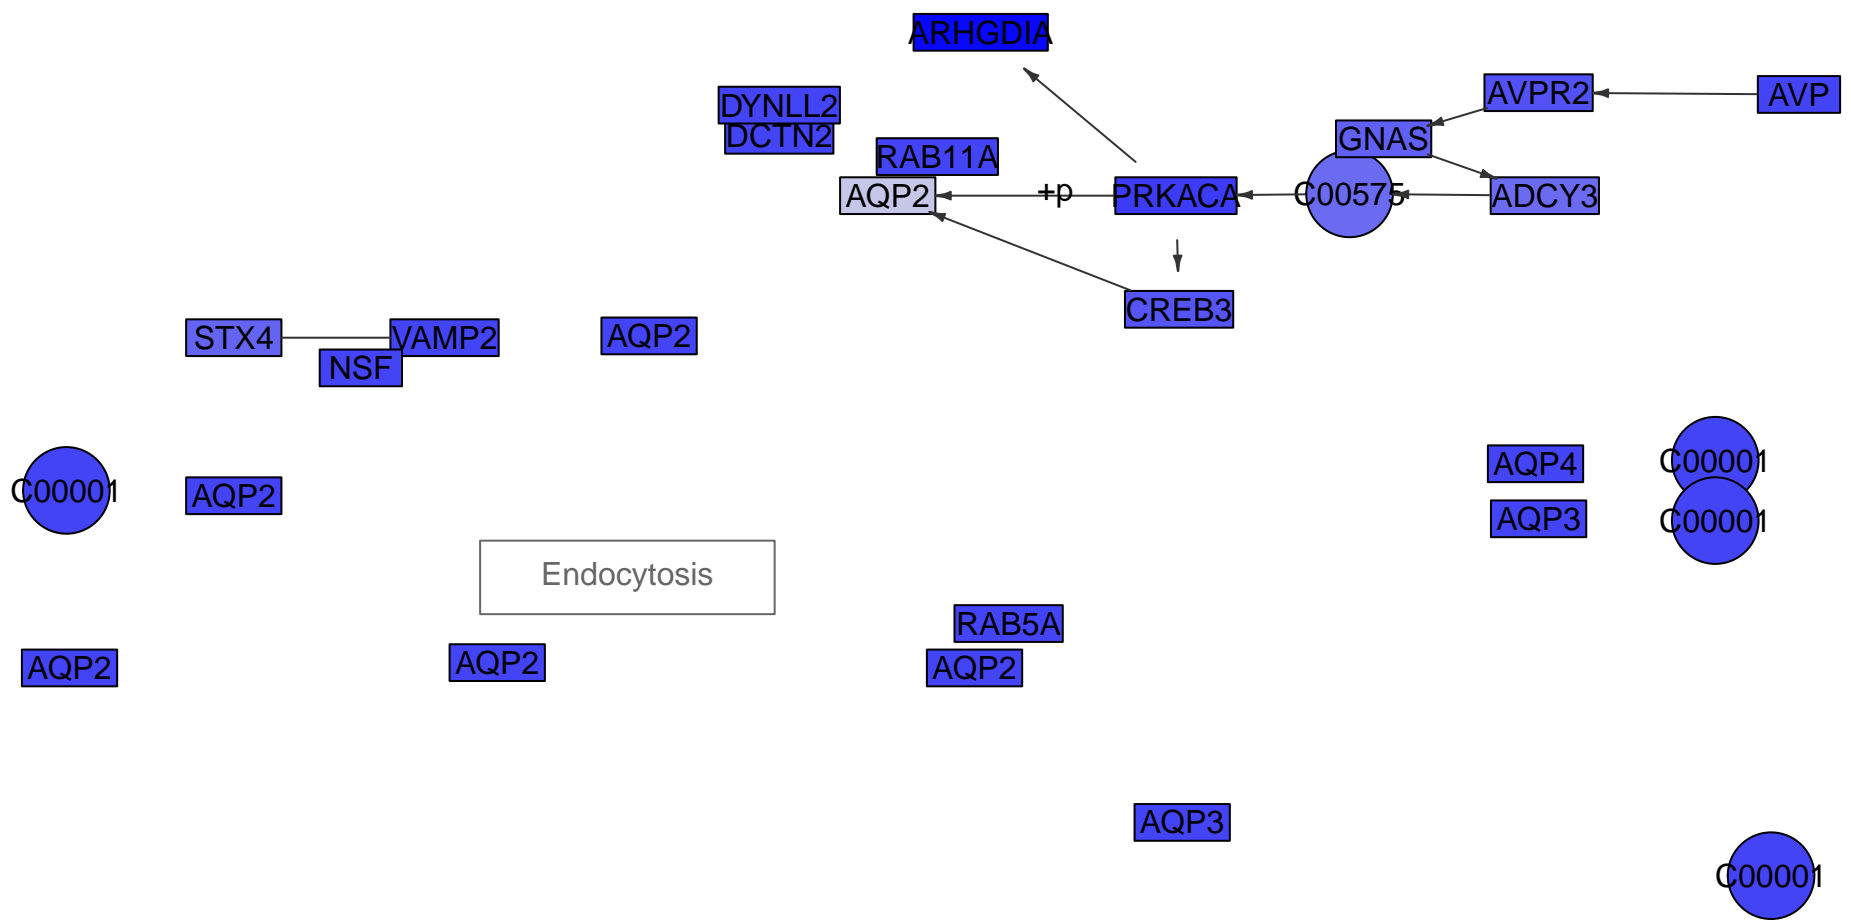 ARHGDIA
DYNLL2
AVPR2
AVP
DCTN2
GNAS
RAB11A
AQP2
+p
PRKACA
C00575
ADCY3
CREB3
STX4
VAMP2
AQP2
NSF
C00001
AQP2
AQP4
C00001
AQP3
C00001
Endocytosis
RAB5A
AQP2
AQP2
AQP2
AQP3
C00001